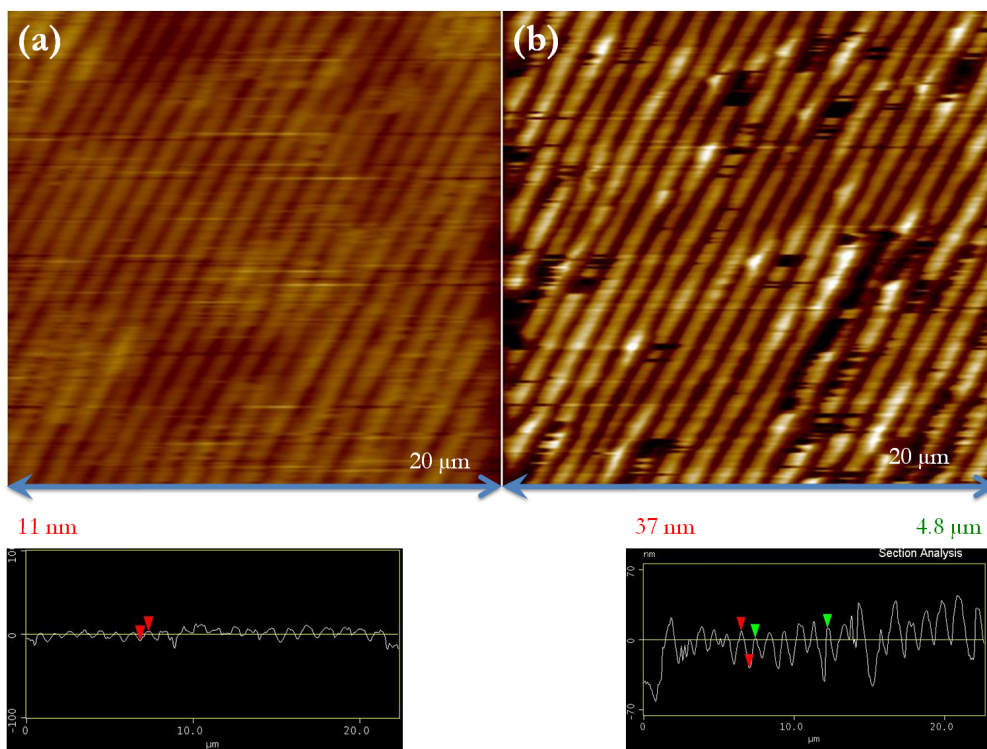 (a)
(b)
20 μm
20 μm
11 nm
37 nm
4.8 μm
10
0
-100
0
10.0
20.0
μm
nm
Section Analysis
70
0
-70
0
10.0
20.0
μm